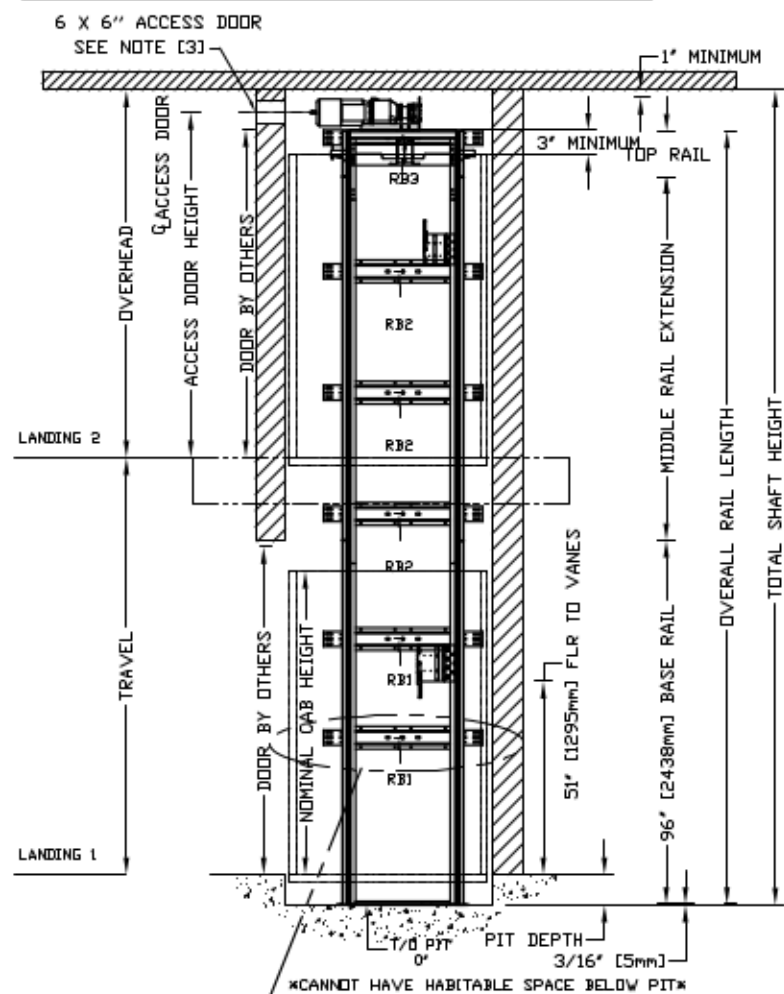 6 X 6" ACCESS DOOR
SEE NOTE [3]
1" MINIMUM
3" MINIMUM
TOP RAIL
℄ACCESS DOOR
OVERHEAD
ACCESS DOOR HEIGHT
DOOR BY OTHERS
RB3
RB2
RB2
RB2
RB1
RB1
MIDDLE RAIL EXTENSION
OVERALL RAIL LENGTH
TOTAL SHAFT HEIGHT
LANDING 2
TRAVEL
DOOR BY OTHERS
NOMINAL CAB HEIGHT
51" [1295mm] FLR TO VANES
96" [2438mm] BASE RAIL
LANDING 1
T/O PIT
0"
PIT DEPTH
3/16" [5mm]
*CANNOT HAVE HABITABLE SPACE BELOW PIT*